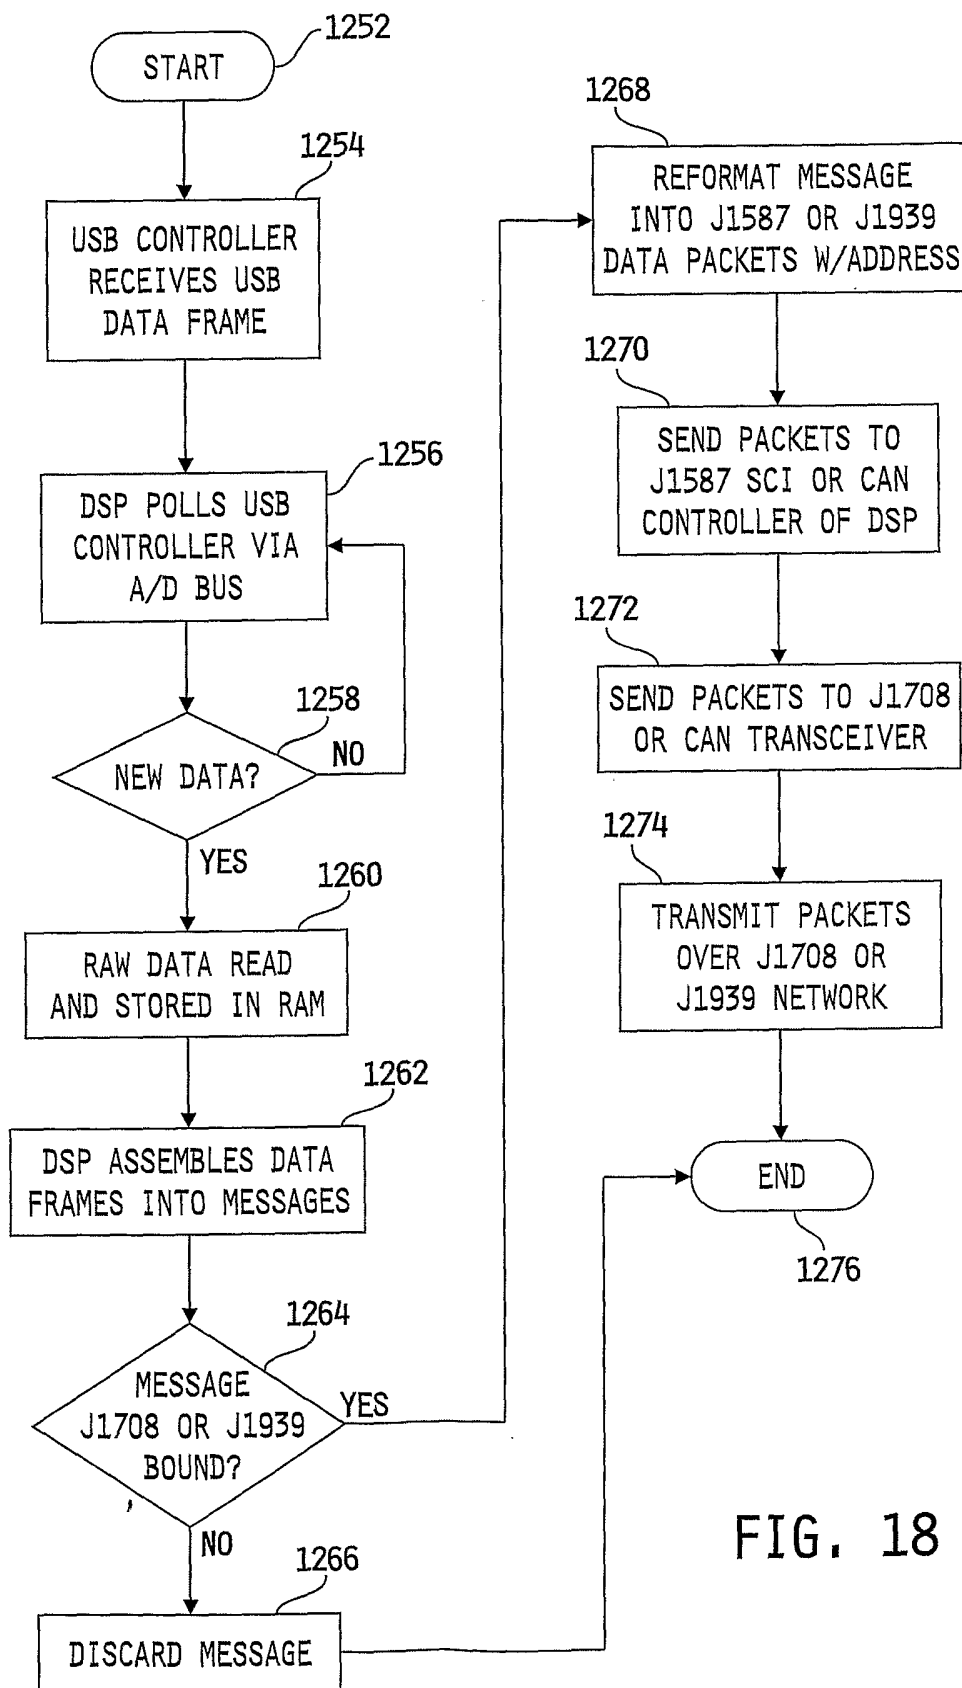 1252
START
1254
USB CONTROLLER
RECEIVES USB
DATA FRAME
1256
DSP POLLS USB
CONTROLLER VIA
A/D BUS
1258
NEW DATA?
NO
YES
1260
RAW DATA READ
AND STORED IN RAM
1262
DSP ASSEMBLES DATA
FRAMES INTO MESSAGES
1264
MESSAGE
J1708 OR J1939
BOUND?
YES
NO
1266
DISCARD MESSAGE
1268
REFORMAT MESSAGE
INTO J1587 OR J1939
DATA PACKETS W/ADDRESS
1270
SEND PACKETS TO
J1587 SCI OR CAN
CONTROLLER OF DSP
1272
SEND PACKETS TO J1708
OR CAN TRANSCEIVER
1274
TRANSMIT PACKETS
OVER J1708 OR
J1939 NETWORK
END
1276
FIG. 18